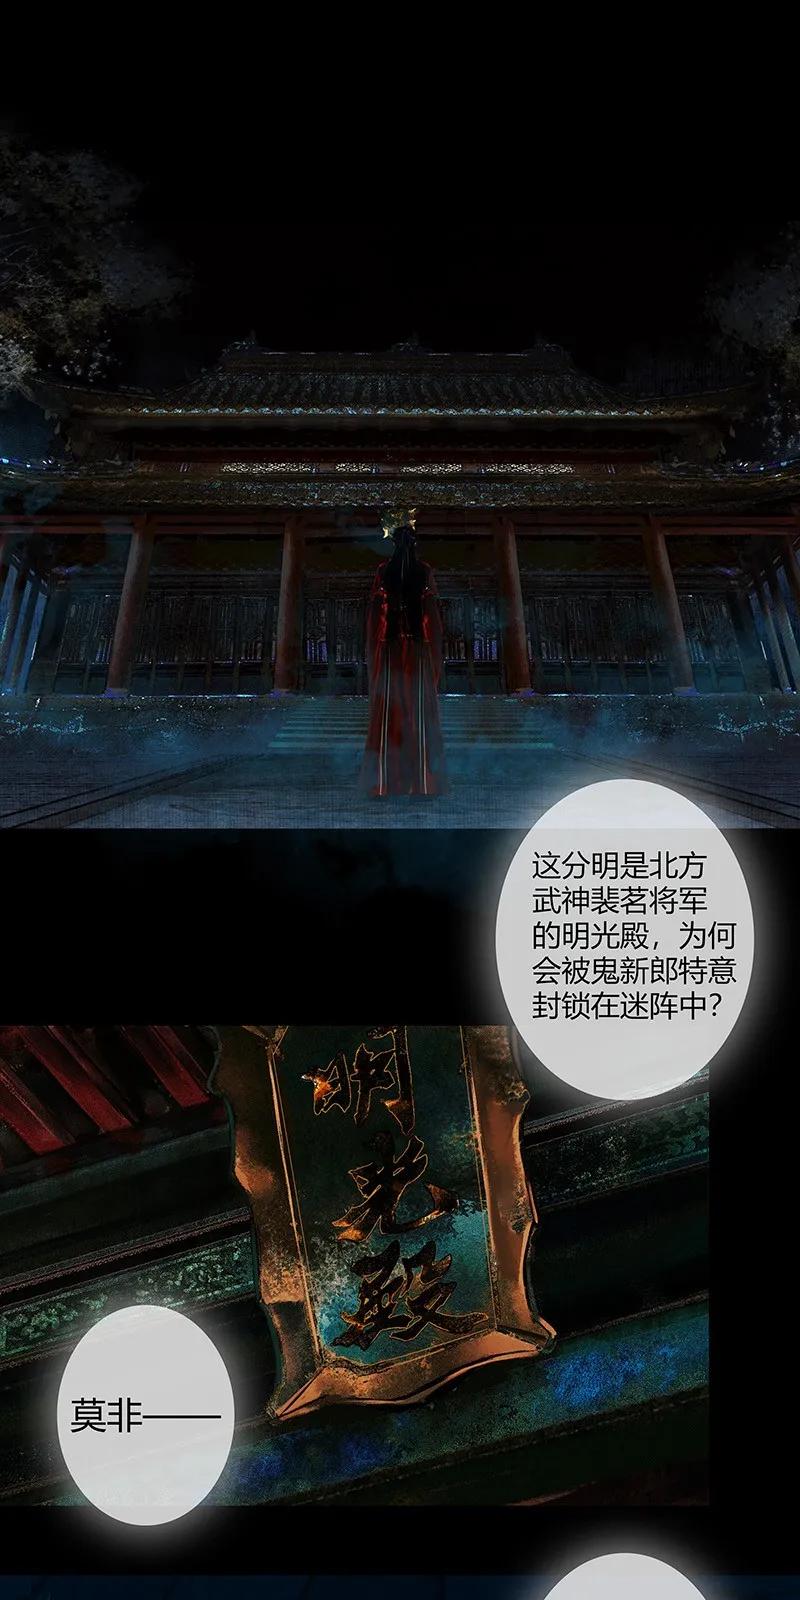 这分明是北方
武神裴茗将军
的明光殿，为何
会被鬼新郎特意
封锁在迷阵中？
明光殿
莫非——